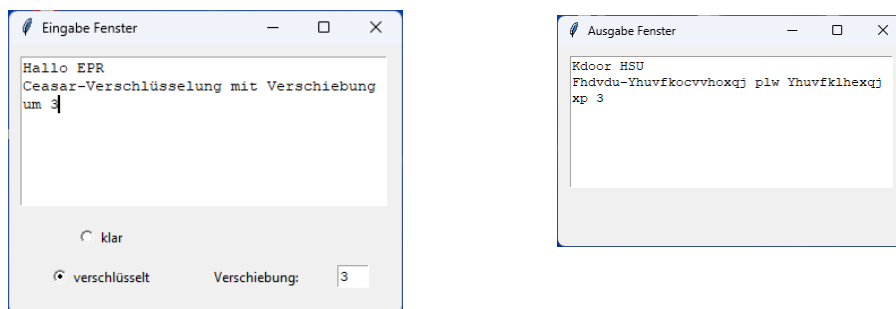 Eingabe Fenster
Hallo EPR
Ceasar-Verschlüsselung mit Verschiebung
um 3
klar
verschlüsselt
Verschiebung:
3
Ausgabe Fenster
Kdoor HSU
Fhdvdu-Yhuvfkocvvhoxqj plw Yhuvfklhexqj
xp 3